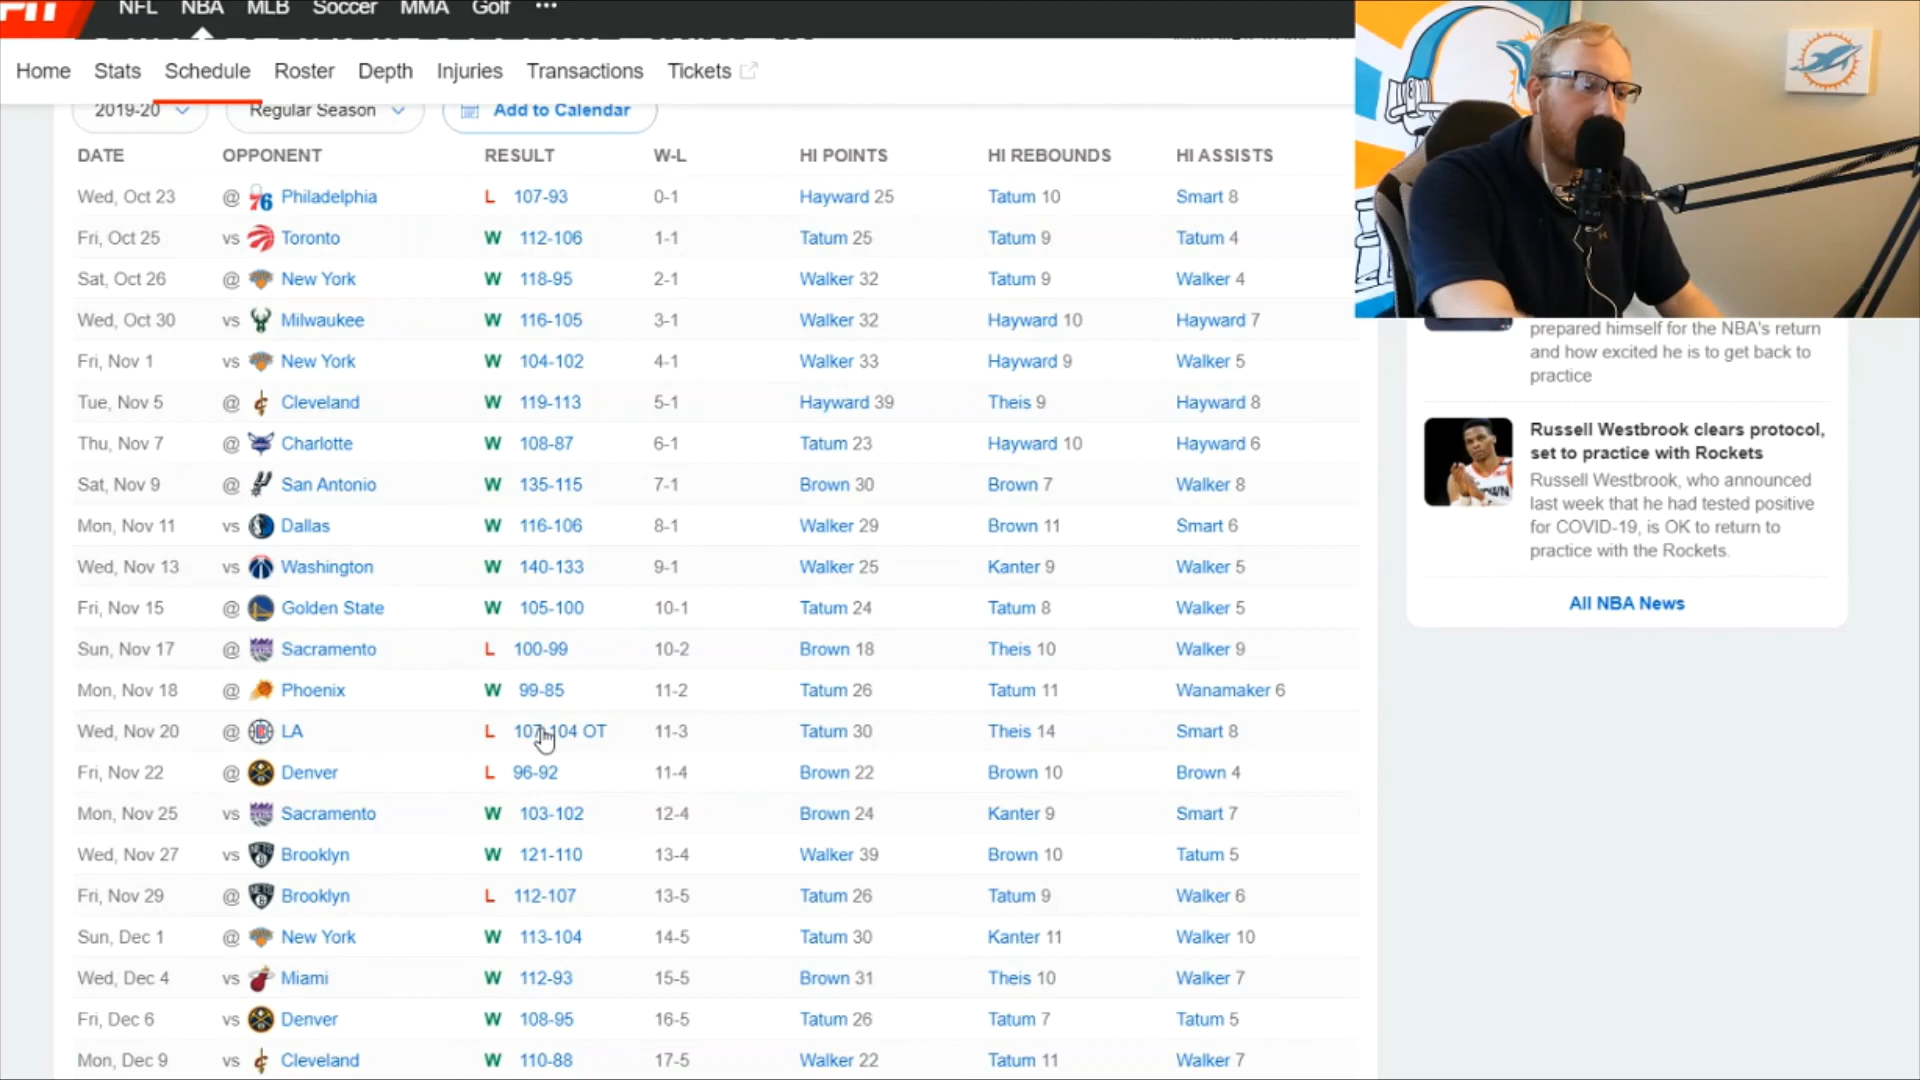 NFL NBA MLB Soccer MMA Golf •••
Home Stats Schedule Roster Depth Injuries Transactions Tickets
2019-20 Regular Season Add to Calendar
DATE OPPONENT RESULT W-L HI POINTS HI REBOUNDS HI ASSISTS
Wed, Oct 23 @ Philadelphia L 107-93 0-1 Hayward 25 Tatum 10 Smart 8
Fri, Oct 25 vs Toronto W 112-106 1-1 Tatum 25 Tatum 9 Tatum 4
Sat, Oct 26 @ New York W 118-95 2-1 Walker 32 Tatum 9 Walker 4
Wed, Oct 30 vs Milwaukee W 116-105 3-1 Walker 32 Hayward 10 Hayward 7
Fri, Nov 1 vs New York W 104-102 4-1 Walker 33 Hayward 9 Walker 5
Tue, Nov 5 @ Cleveland W 119-113 5-1 Hayward 39 Theis 9 Hayward 8
Thu, Nov 7 @ Charlotte W 108-87 6-1 Tatum 23 Hayward 10 Hayward 6
Sat, Nov 9 @ San Antonio W 135-115 7-1 Brown 30 Brown 7 Walker 8
Mon, Nov 11 vs Dallas W 116-106 8-1 Walker 29 Brown 11 Smart 6
Wed, Nov 13 vs Washington W 140-133 9-1 Walker 25 Kanter 9 Walker 5
Fri, Nov 15 @ Golden State W 105-100 10-1 Tatum 24 Tatum 8 Walker 5
Sun, Nov 17 @ Sacramento L 100-99 10-2 Brown 18 Theis 10 Walker 9
Mon, Nov 18 @ Phoenix W 99-85 11-2 Tatum 26 Tatum 11 Wanamaker 6
Wed, Nov 20 @ LA L 107-104 OT 11-3 Tatum 30 Theis 14 Smart 8
Fri, Nov 22 @ Denver L 96-92 11-4 Brown 22 Brown 10 Brown 4
Mon, Nov 25 vs Sacramento W 103-102 12-4 Brown 24 Kanter 9 Smart 7
Wed, Nov 27 vs Brooklyn W 121-110 13-4 Walker 39 Brown 10 Tatum 5
Fri, Nov 29 @ Brooklyn L 112-107 13-5 Tatum 26 Tatum 9 Walker 6
Sun, Dec 1 @ New York W 113-104 14-5 Tatum 30 Kanter 11 Walker 10
Wed, Dec 4 vs Miami W 112-93 15-5 Brown 31 Theis 10 Walker 7
Fri, Dec 6 vs Denver W 108-95 16-5 Tatum 26 Tatum 7 Tatum 5
Mon, Dec 9 vs Cleveland W 110-88 17-5 Walker 22 Tatum 11 Walker 7
prepared himself for the NBA's return
and how excited he is to get back to
practice
Russell Westbrook clears protocol,
set to practice with Rockets
Russell Westbrook, who announced
last week that he had tested positive
for COVID-19, is OK to return to
practice with the Rockets.
All NBA News